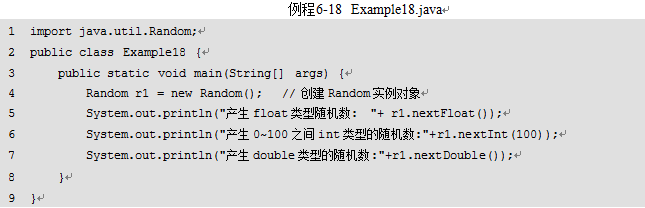 例程6-18 Example18.java
1 import java.util.Random;
2 public class Example18 {
3 public static void main(String[] args) {
4 Random r1 = new Random(); // 创建 Random 实例对象
5 System.out.println("产生 float 类型随机数: "+ r1.nextFloat());
6 System.out.println("产生 0~100 之间 int 类型的随机数:"+r1.nextInt(100));
7 System.out.println("产生 double 类型的随机数:"+r1.nextDouble());
8 }
9 }